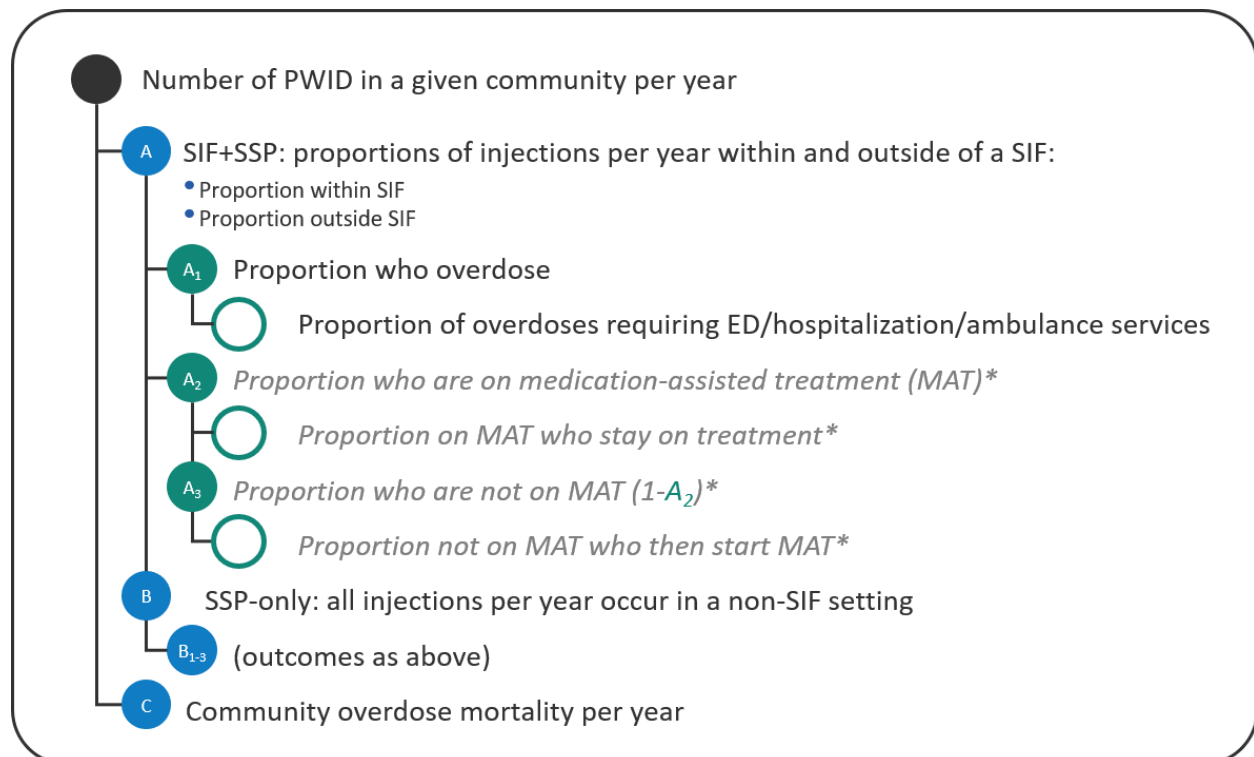 Number of PWID in a given community per year
A SIF+SSP: proportions of injections per year within and outside of a SIF:
• Proportion within SIF
• Proportion outside SIF
A₁ Proportion who overdose
Proportion of overdoses requiring ED/hospitalization/ambulance services
A₂ Proportion who are on medication-assisted treatment (MAT)*
Proportion on MAT who stay on treatment*
A₃ Proportion who are not on MAT (1-A₂)*
Proportion not on MAT who then start MAT*
B SSP-only: all injections per year occur in a non-SIF setting
B₁₋₃ (outcomes as above)
C Community overdose mortality per year